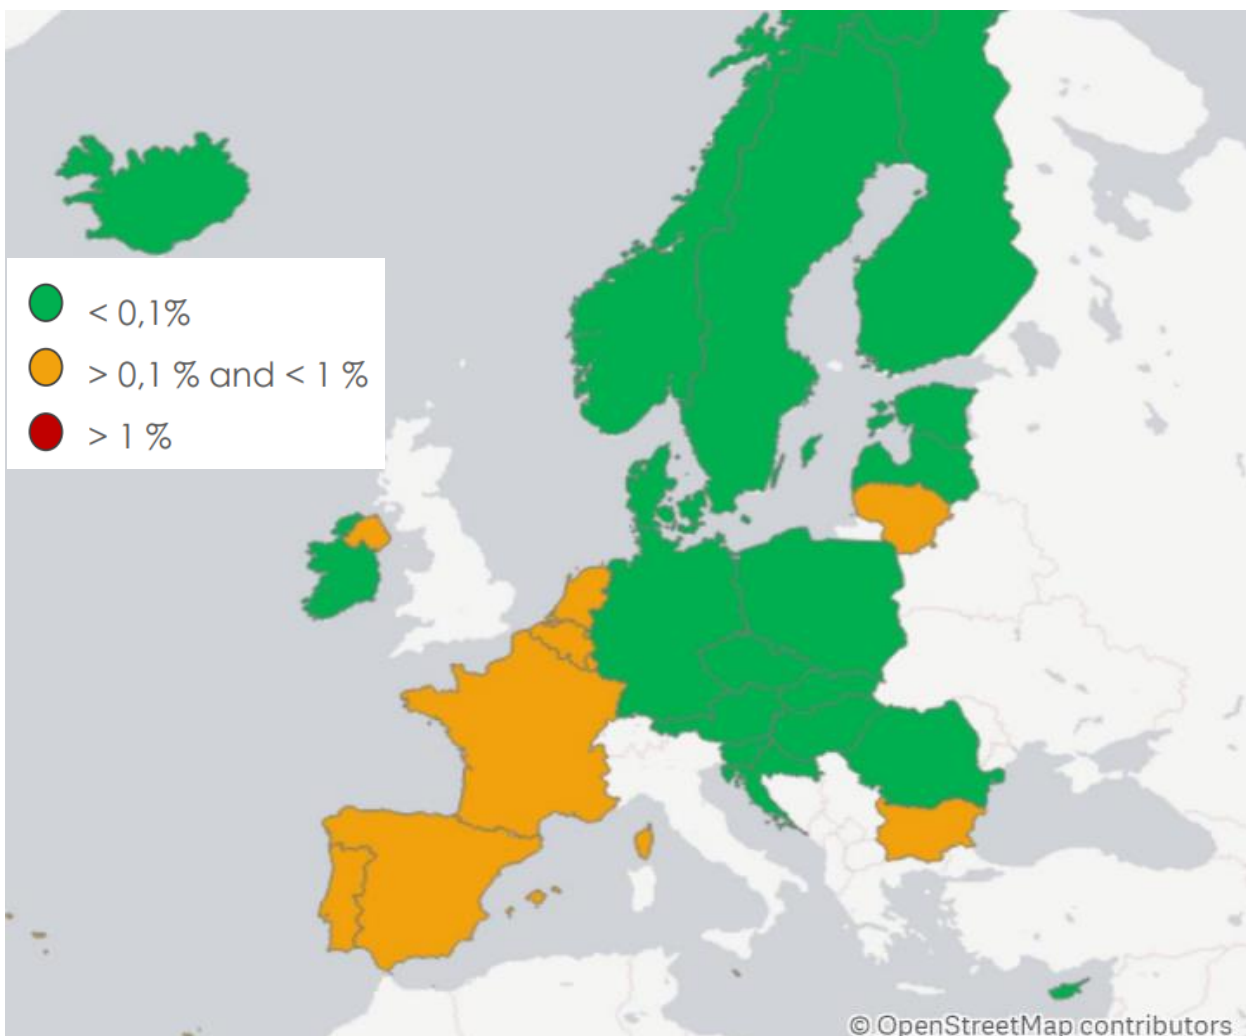 < 0,1%
> 0,1 % and < 1 %
> 1 %
© OpenStreetMap contributors